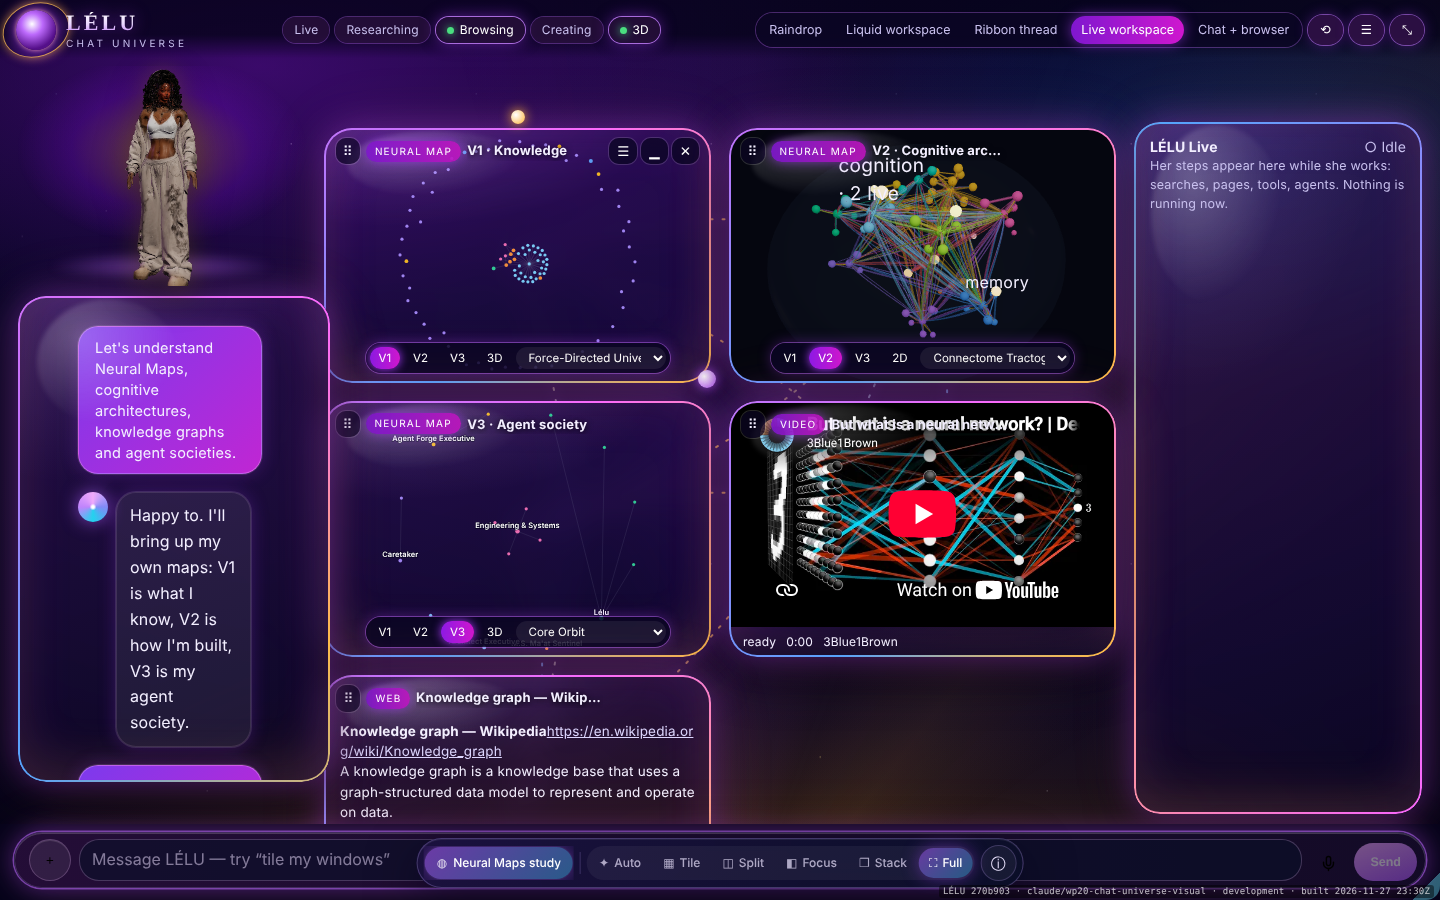 LÉLU
CHAT UNIVERSE
Live
Researching
Browsing
Creating
3D
Raindrop
Liquid workspace
Ribbon thread
Live workspace
Chat + browser
Let's understand
Neural Maps,
cognitive
architectures,
knowledge graphs
and agent societies.
Happy to. I'll
bring up my
own maps: V1
is what I
know, V2 is
how I'm built,
V3 is my
agent
society.
NEURAL MAP V1 · Knowledge
V1 V2 V3 3D Force-Directed Unive
NEURAL MAP V2 · Cognitive arc...
cognition
· 2 live
memory
V1 V2 V3 2D Connectome Tractog
NEURAL MAP V3 · Agent society
Agent Forge Executive
Engineering & Systems
Caretaker
Lélu
V1 V2 V3 3D Core Orbit
VIDEO
But what is a neural network? | De
3Blue1Brown
3
Watch on YouTube
ready 0:00 3Blue1Brown
WEB Knowledge graph — Wikip...
Knowledge graph — Wikipediahttps://en.wikipedia.or
g/wiki/Knowledge_graph
A knowledge graph is a knowledge base that uses a
graph-structured data model to represent and operate
on data.
LÉLU Live
Idle
Her steps appear here while she works:
searches, pages, tools, agents. Nothing is
running now.
Message LÉLU — try “tile my windows”
Neural Maps study
Auto
Tile
Split
Focus
Stack
Full
Send
LÉLU 270b903 · claude/wp20-chat-universe-visual · development · built 2026-11-27 23:30Z